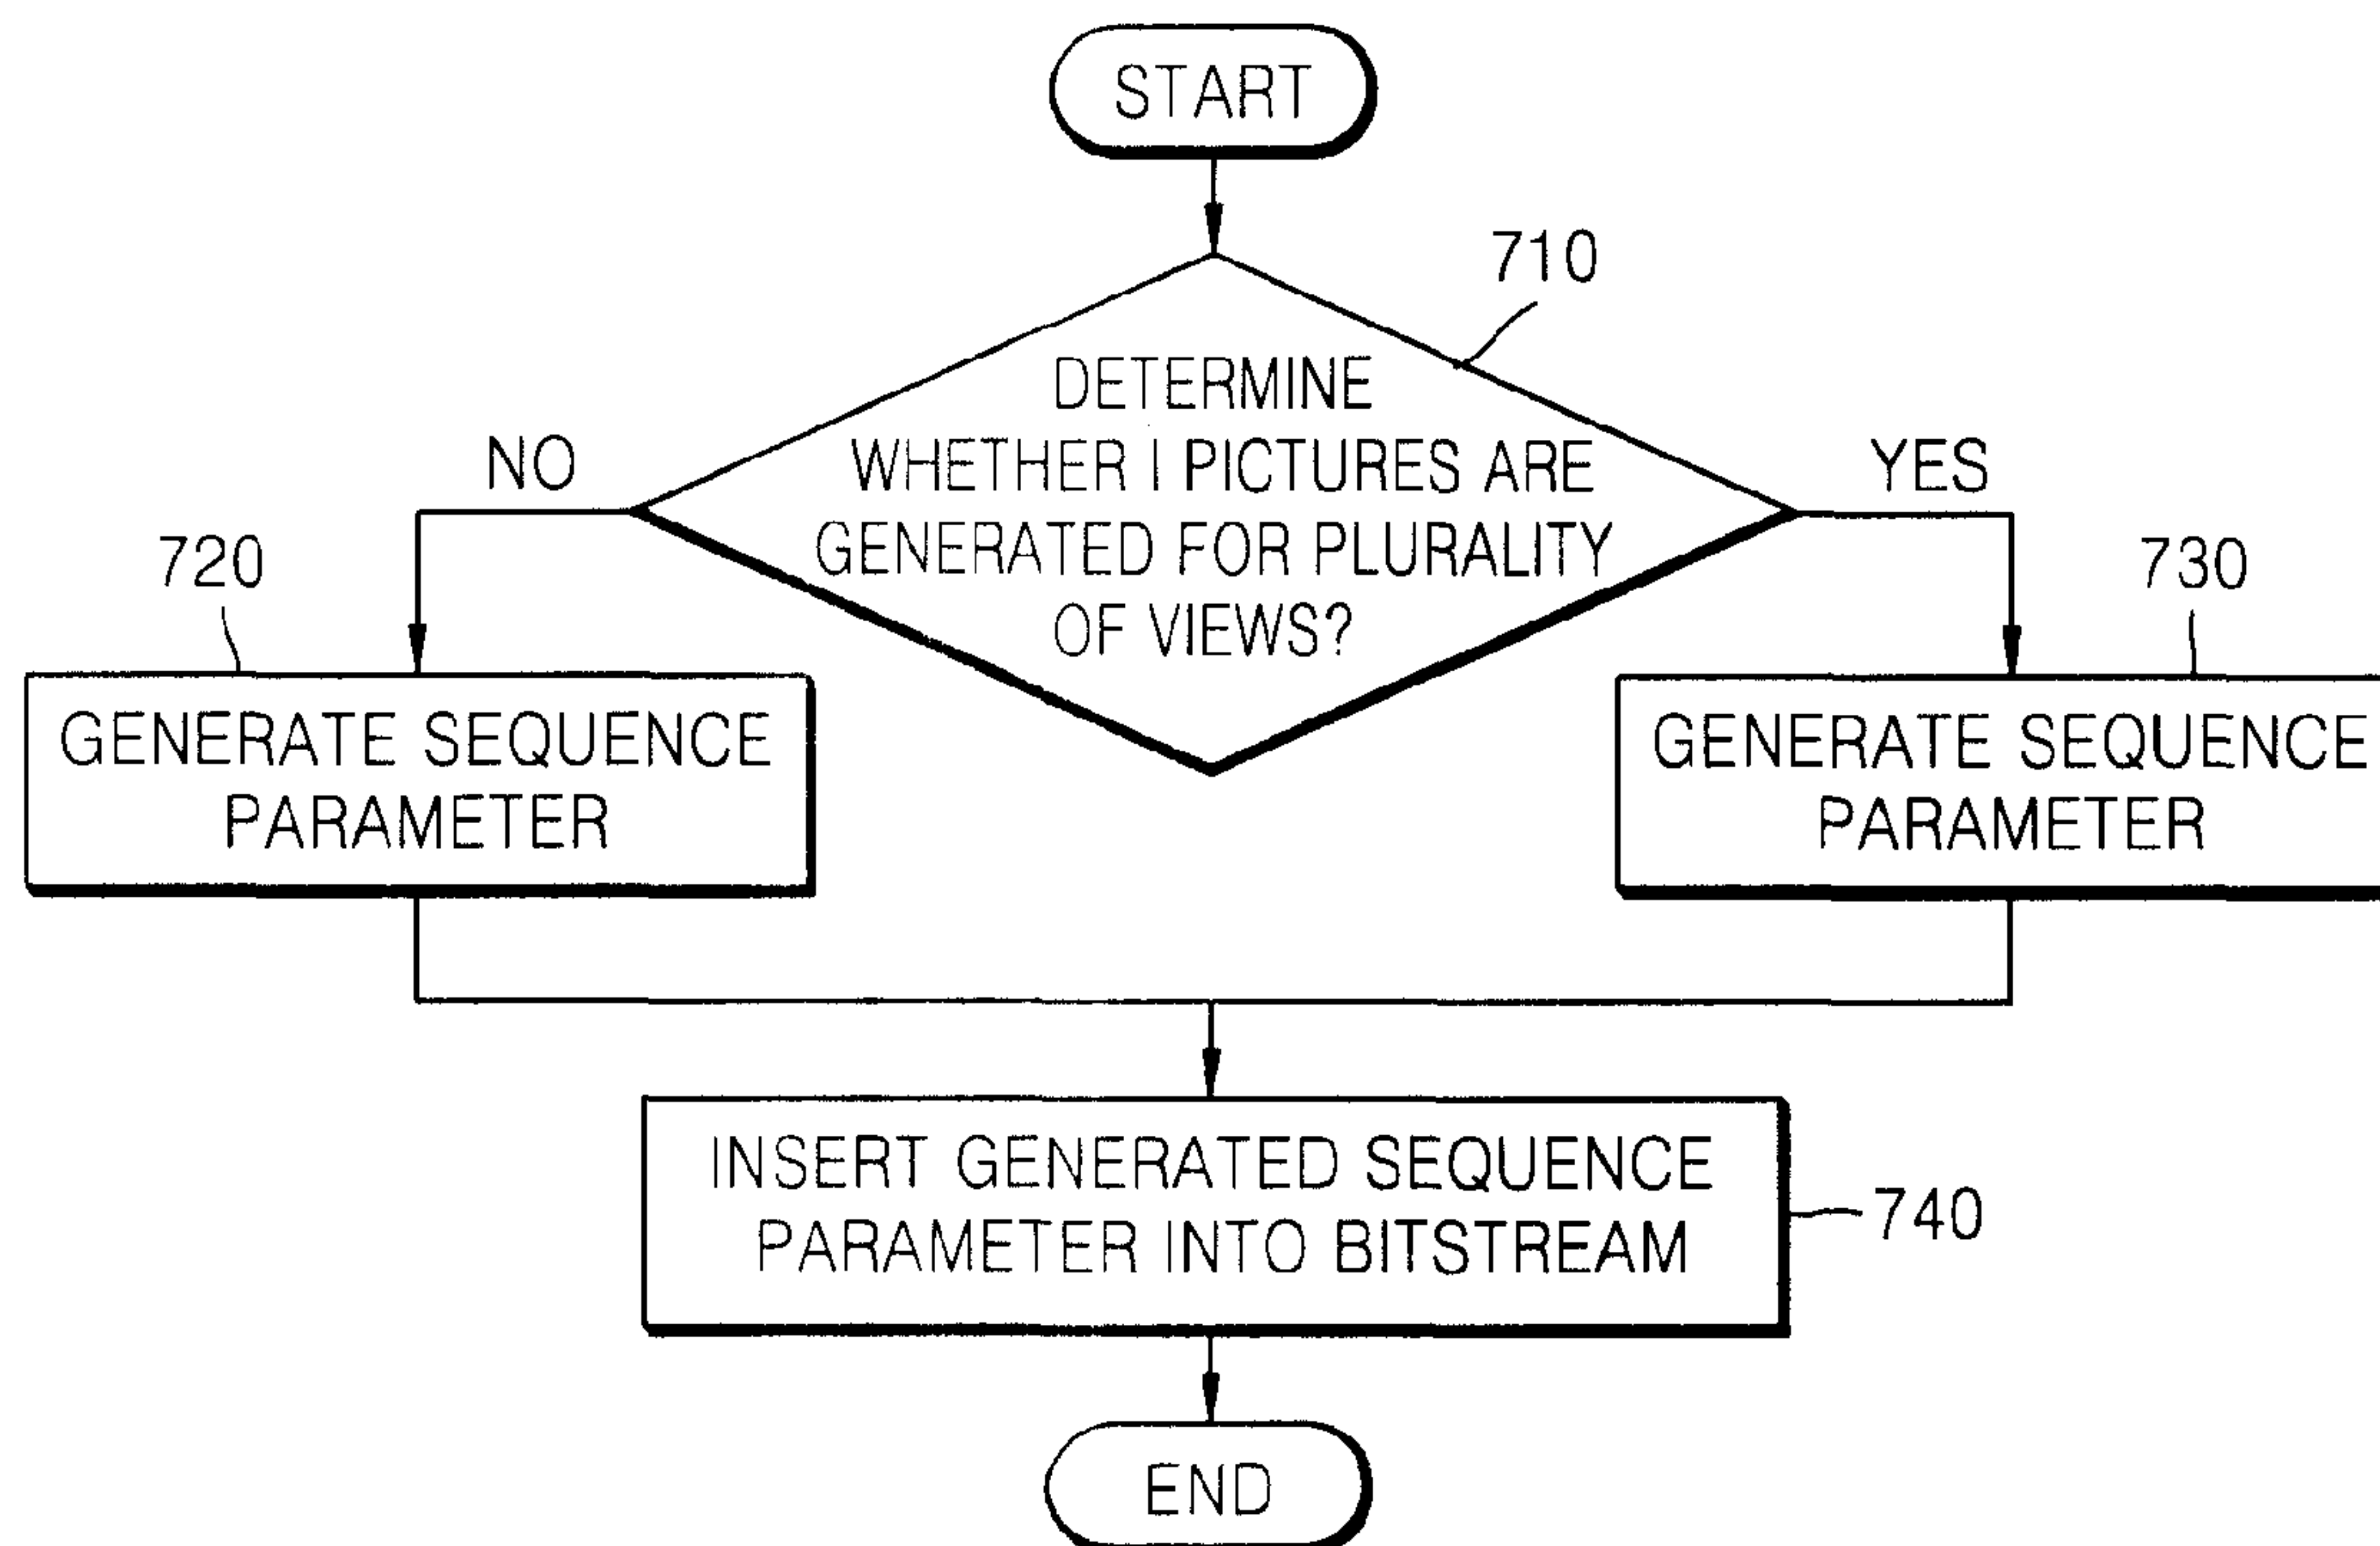 START
710
DETERMINE
WHETHER I PICTURES ARE
GENERATED FOR PLURALITY
OF VIEWS?
NO
YES
720
730
GENERATE SEQUENCE
PARAMETER
GENERATE SEQUENCE
PARAMETER
INSERT GENERATED SEQUENCE
PARAMETER INTO BITSTREAM
740
END